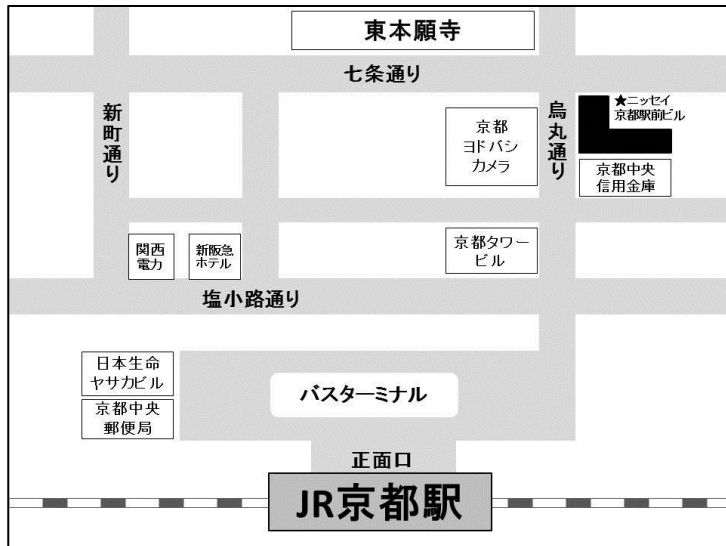 東本願寺
七条通り
新町通り
烏丸通り
★ニッセイ
京都駅前ビル
京都
ヨドバシ
カメラ
京都中央
信用金庫
関西
電力
新阪急
ホテル
京都タワー
ビル
塩小路通り
日本生命
ヤサカビル
京都中央
郵便局
バスターミナル
正面口
JR京都駅